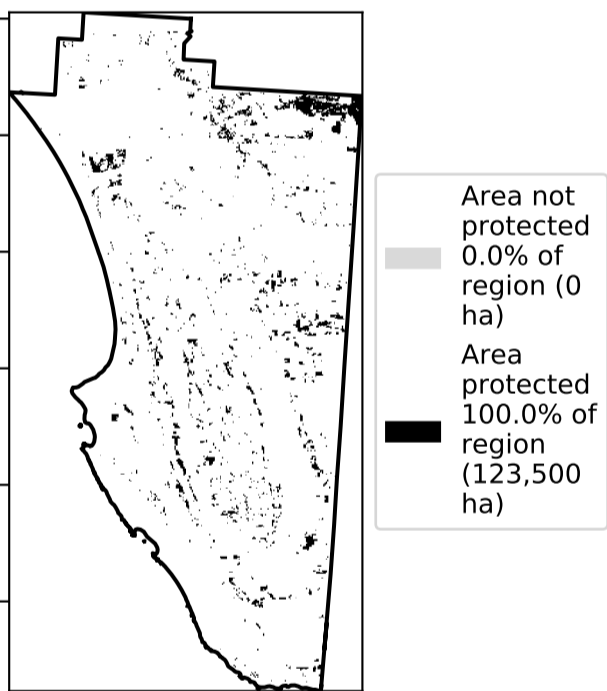 Area not
protected
0.0% of
region (0
ha)
Area
protected
100.0% of
region
(123,500
ha)